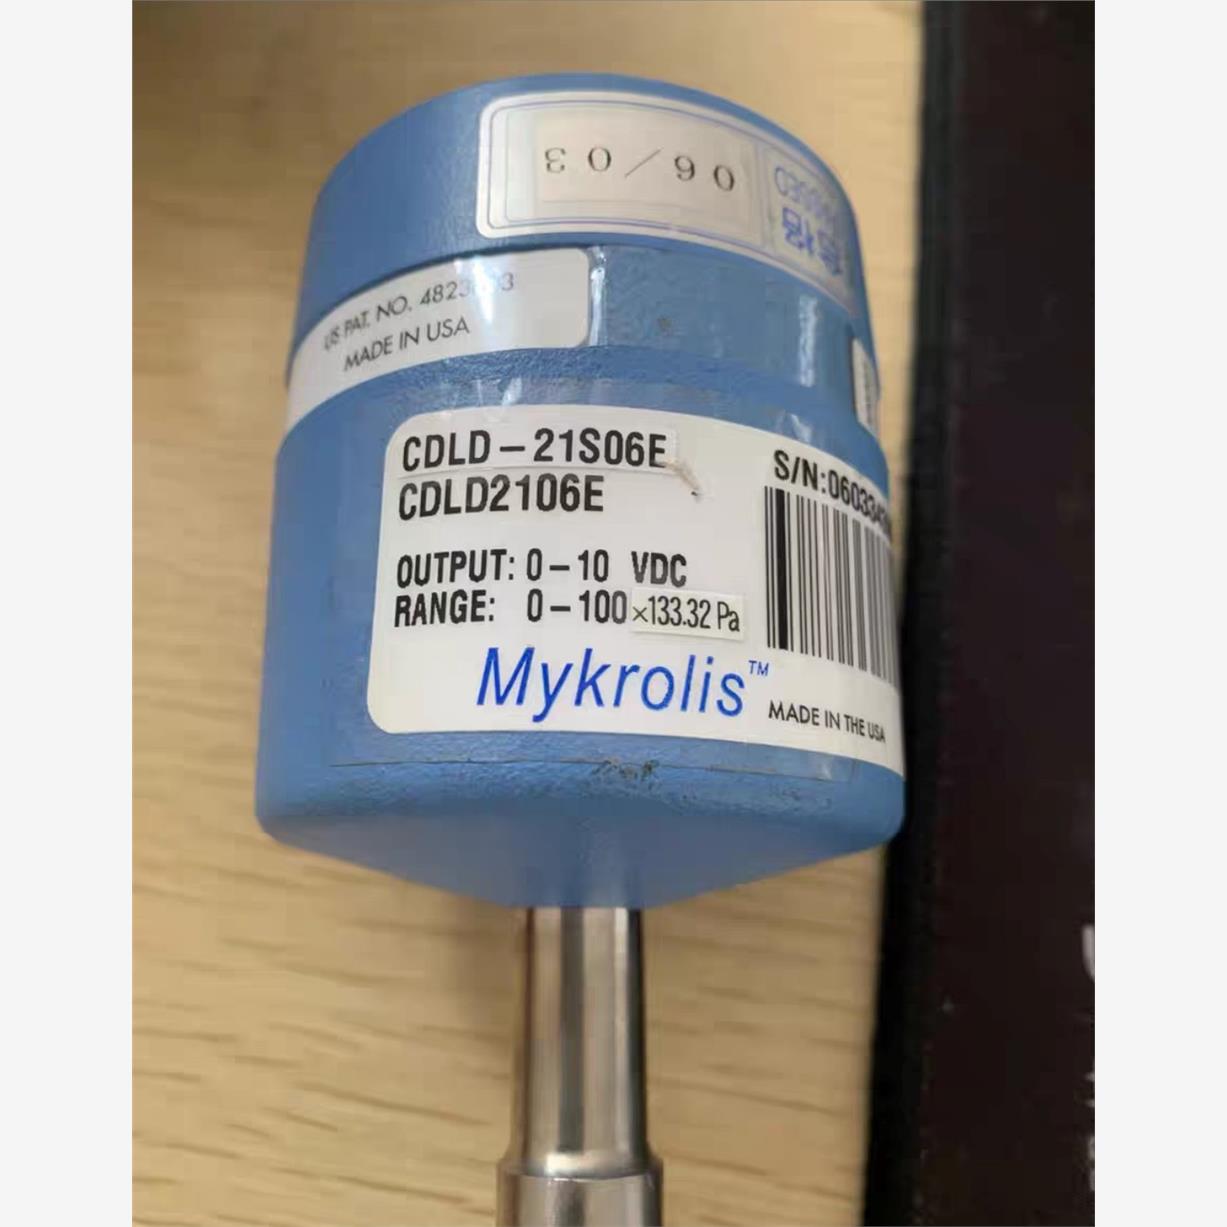 06/03
US PAT. NO. 4823
MADE IN USA
CDLD-21S06E
CDLD2106E
OUTPUT: 0-10 VDC
RANGE: 0-100 ×133.32 Pa
Mykrolis™
S/N:060334
MADE IN THE USA